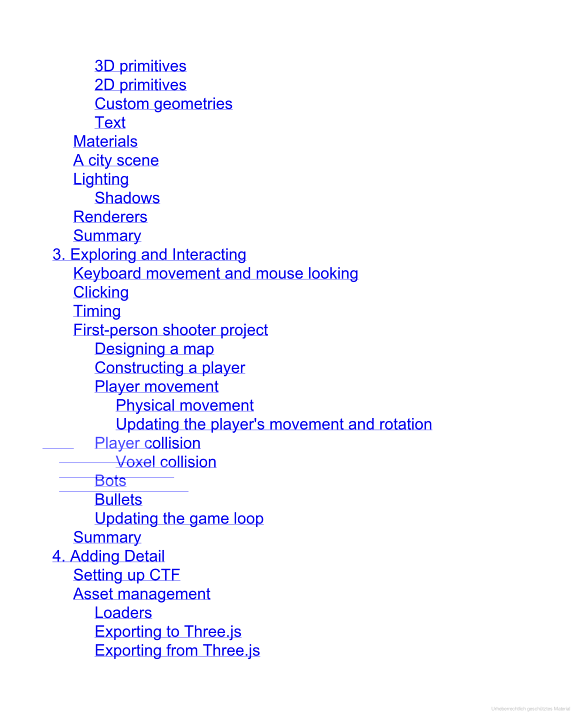 3D primitives
2D primitives
Custom geometries
Text
Materials
A city scene
Lighting
Shadows
Renderers
Summary
3. Exploring and Interacting
Keyboard movement and mouse looking
Clicking
Timing
First-person shooter project
Designing a map
Constructing a player
Player movement
Physical movement
Updating the player's movement and rotation
Player collision
Voxel collision
Bots
Bullets
Updating the game loop
Summary
4. Adding Detail
Setting up CTF
Asset management
Loaders
Exporting to Three.js
Exporting from Three.js
Urheberrechtlich geschütztes Material